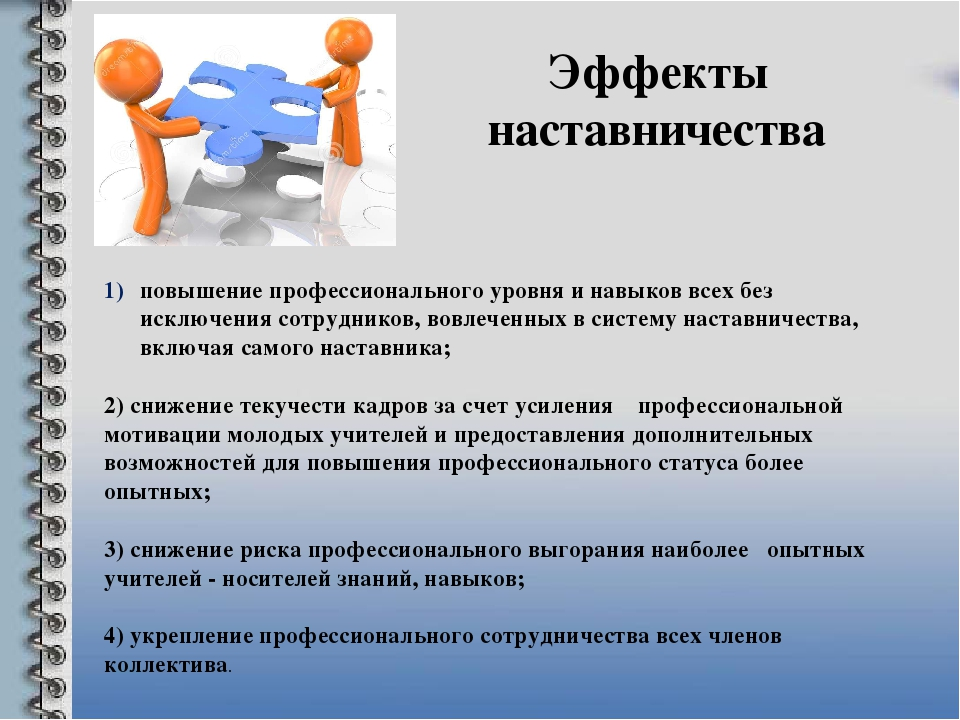 Эффекты
наставничества
1) повышение профессионального уровня и навыков всех без
исключения сотрудников, вовлеченных в систему наставничества,
включая самого наставника;
2) снижение текучести кадров за счет усиления профессиональной
мотивации молодых учителей и предоставления дополнительных
возможностей для повышения профессионального статуса более
опытных;
3) снижение риска профессионального выгорания наиболее опытных
учителей - носителей знаний, навыков;
4) укрепление профессионального сотрудничества всех членов
коллектива.